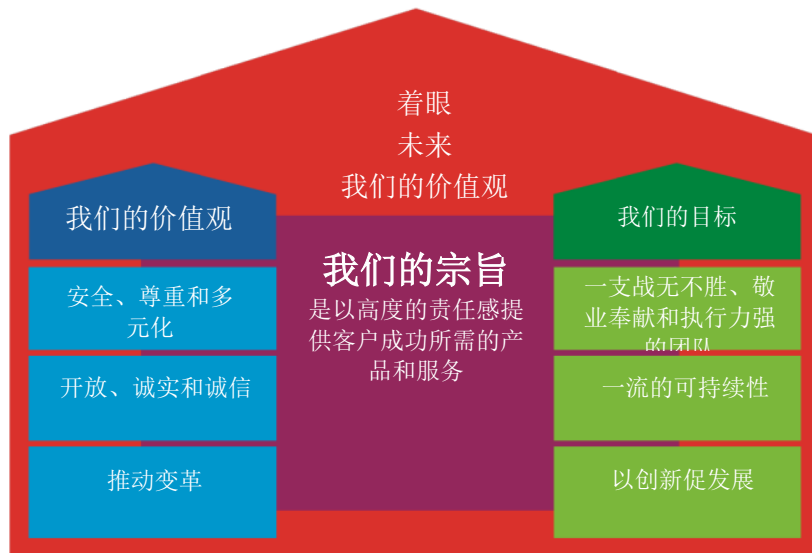 着眼
未来
我们的价值观
我们的价值观
安全、尊重和多
元化
开放、诚实和诚信
推动变革
我们的宗旨
是以高度的责任感提
供客户成功所需的产
品和服务
我们的目标
一支战无不胜、敬
业奉献和执行力强
的团队
一流的可持续性
以创新促发展